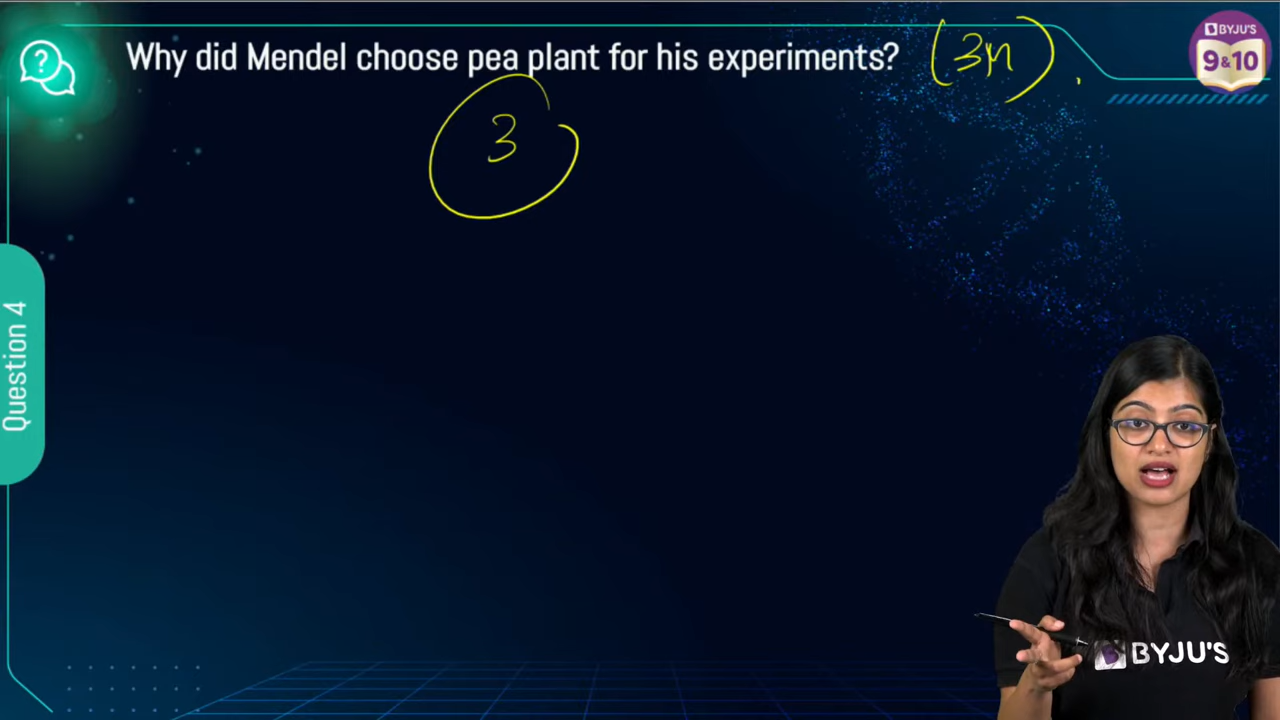 Why did Mendel choose pea plant for his experiments? (3M).
?
BYJU'S
9&10
3
Question 4
BYJU'S